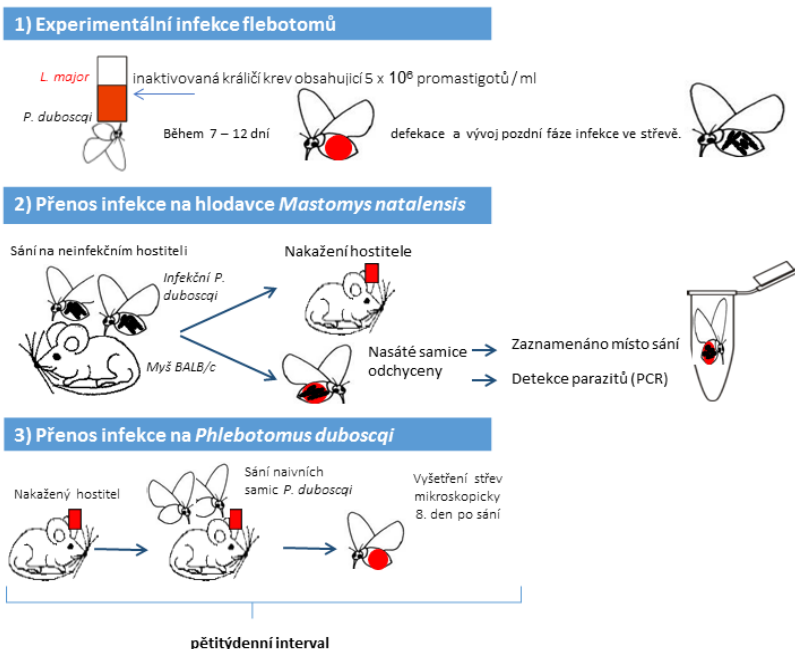 1) Experimentální infekce flebotomů
L. major
inaktivovaná králičí krev obsahujicí 5 x 10⁶ promastigotů / ml
P. duboscqi
Během 7 – 12 dní
defekace a vývoj pozdní fáze infekce ve střevě.
2) Přenos infekce na hlodavce Mastomys natalensis
Sání na neinfekčním hostiteli
Infekční P.
duboscqi
Myš BALB/c
Nakažení hostitele
Nasáté samice
odchyceny
Zaznamenáno místo sání
Detekce parazitů (PCR)
3) Přenos infekce na Phlebotomus duboscqi
Nakažený hostitel
Sání naivních
samic P. duboscqi
Vyšetření střev
mikroskopicky
8. den po sání
pětitýdenní interval